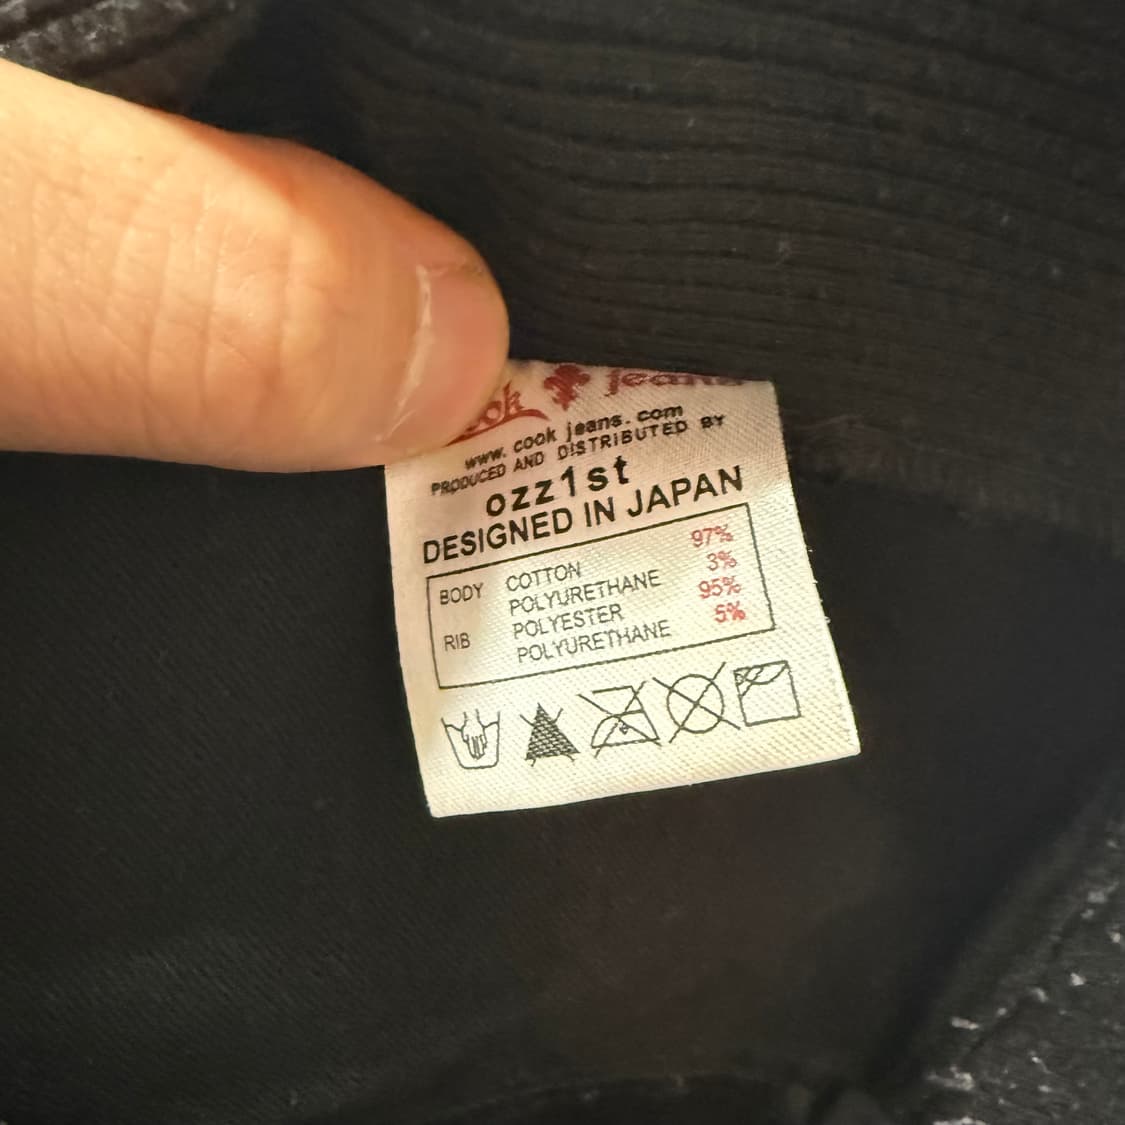 jeans
www. cook jeans. com
PRODUCED AND DISTRIBUTED BY
ozz1st
DESIGNED IN JAPAN
BODY COTTON 97%
POLYURETHANE 3%
RIB POLYESTER 95%
POLYURETHANE 5%